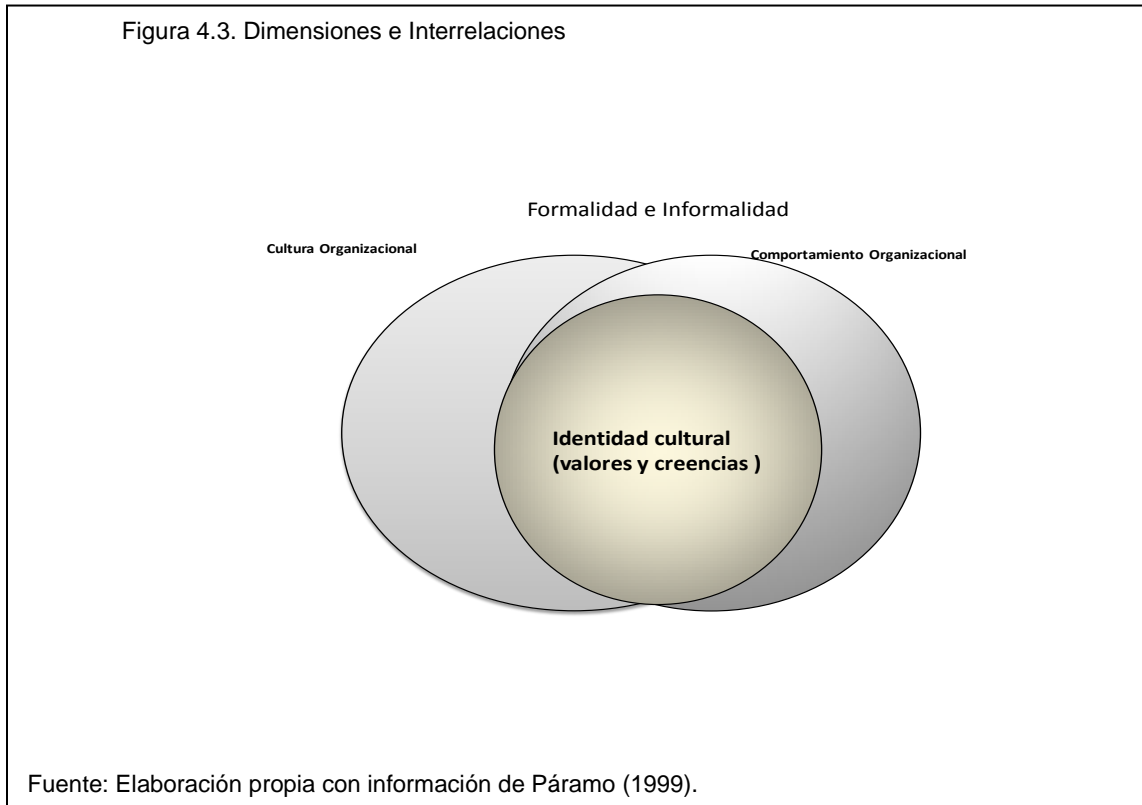 Figura 4.3. Dimensiones e Interrelaciones
Formalidad e Informalidad
Cultura Organizacional
Comportamiento Organizacional
Identidad cultural
(valores y creencias )
Fuente: Elaboración propia con información de Páramo (1999).